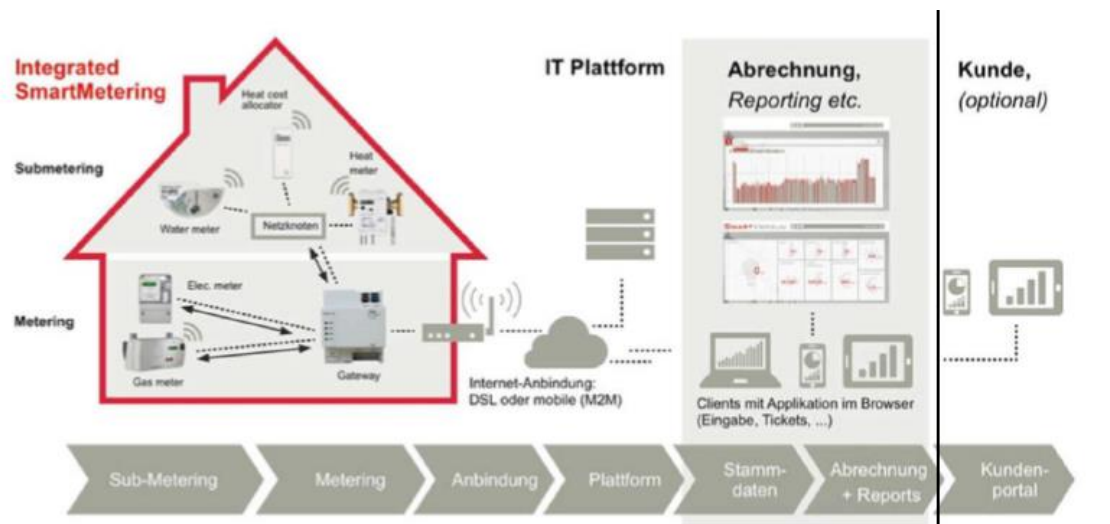 Integrated
SmartMetering
IT Plattform
Abrechnung,
Reporting etc.
Kunde,
(optional)
Heat cost
allocator
Submetering
Heat
meter
Water meter
Netzknoten
Elec. meter
Metering
Gas meter
Gateway
Internet-Anbindung:
DSL oder mobile (M2M)
Clients mit Applikation im Browser
(Eingabe, Tickets, ...)
Sub-Metering
Metering
Anbindung
Plattform
Stamm-
daten
Abrechnung
+ Reports
Kunden-
portal